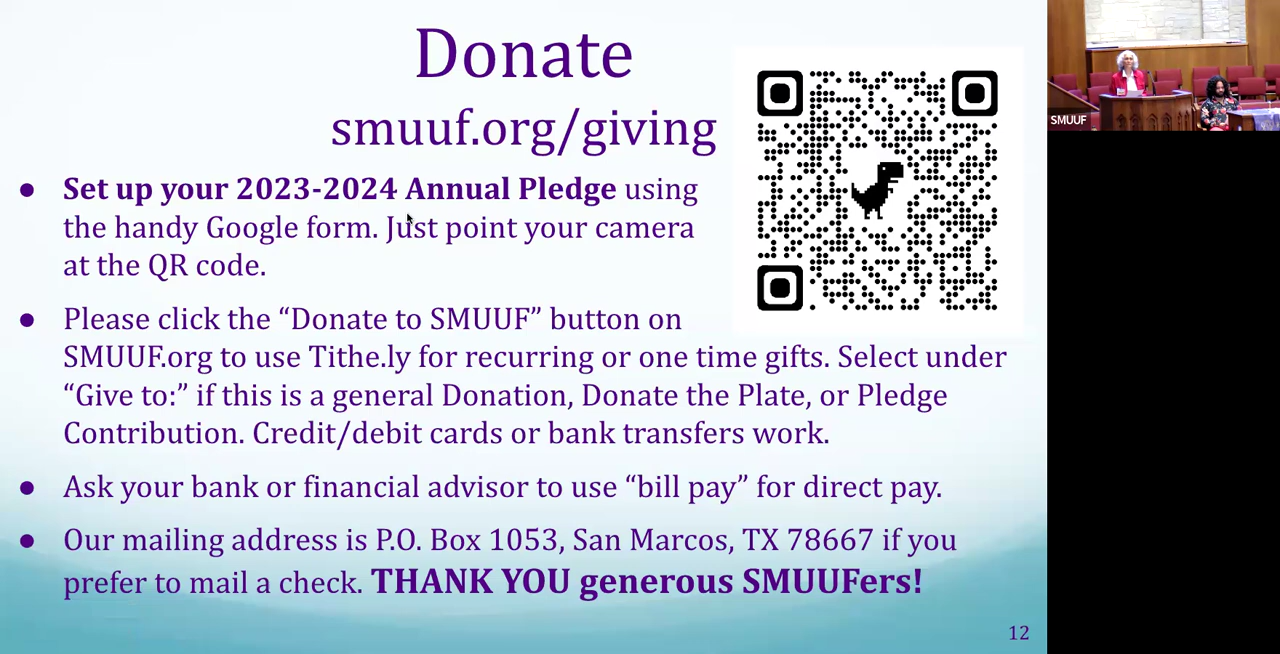 Donate
smuuf.org/giving
● Set up your 2023-2024 Annual Pledge using
the handy Google form. Just point your camera
at the QR code.
● Please click the “Donate to SMUUF” button on
SMUUF.org to use Tithe.ly for recurring or one time gifts. Select under
“Give to:” if this is a general Donation, Donate the Plate, or Pledge
Contribution. Credit/debit cards or bank transfers work.
● Ask your bank or financial advisor to use “bill pay” for direct pay.
● Our mailing address is P.O. Box 1053, San Marcos, TX 78667 if you
prefer to mail a check. THANK YOU generous SMUUFers!
12
SMUUF